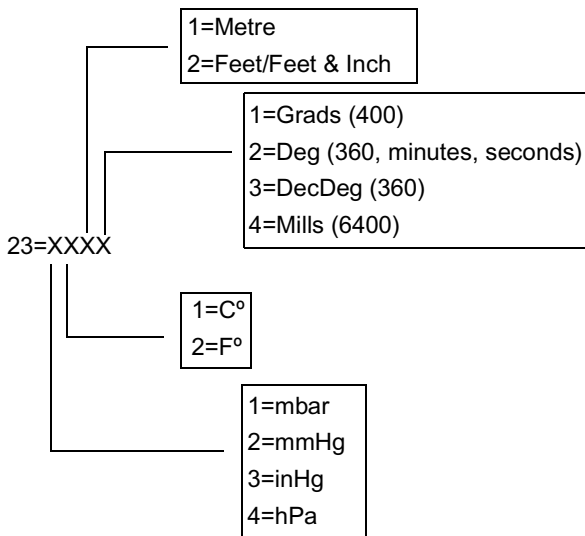 1=Metre
2=Feet/Feet & Inch
1=Grads (400)
2=Deg (360, minutes, seconds)
3=DecDeg (360)
4=Mills (6400)
23=XXXX
1=Cº
2=Fº
1=mbar
2=mmHg
3=inHg
4=hPa